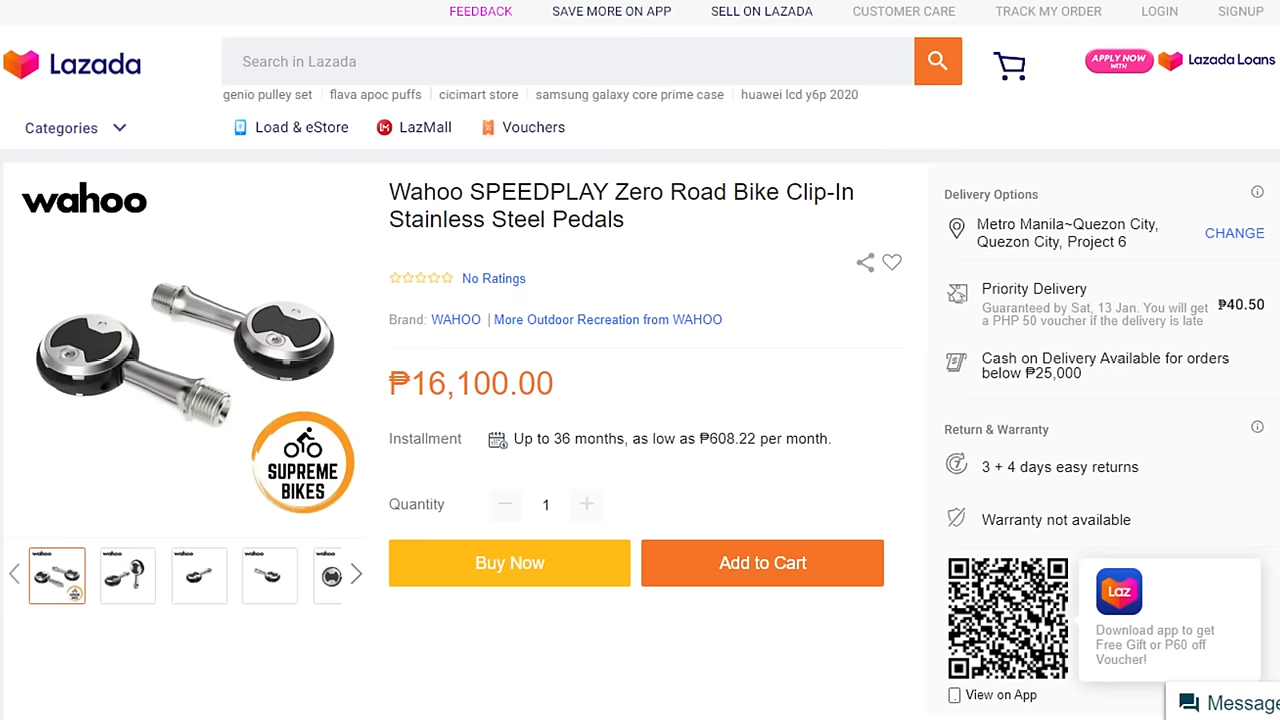 FEEDBACK SAVE MORE ON APP SELL ON LAZADA CUSTOMER CARE TRACK MY ORDER LOGIN SIGNUP
Lazada
Search in Lazada
APPLY NOW
WITH
Lazada Loans
genio pulley set flava apoc puffs cicimart store samsung galaxy core prime case huawei lcd y6p 2020
Categories Load & eStore LazMall Vouchers
wahoo
SUPREME
BIKES
wahoo wahoo wahoo wahoo wahoo
Wahoo SPEEDPLAY Zero Road Bike Clip-In
Stainless Steel Pedals
No Ratings
Brand: WAHOO | More Outdoor Recreation from WAHOO
₱16,100.00
Installment Up to 36 months, as low as ₱608.22 per month.
Quantity 1
Buy Now Add to Cart
Delivery Options
Metro Manila~Quezon City,
Quezon City, Project 6
CHANGE
Priority Delivery
Guaranteed by Sat, 13 Jan. You will get
a PHP 50 voucher if the delivery is late
₱40.50
Cash on Delivery Available for orders
below ₱25,000
Return & Warranty
3 + 4 days easy returns
Warranty not available
Laz
Download app to get
Free Gift or P60 off
Voucher!
View on App
Message